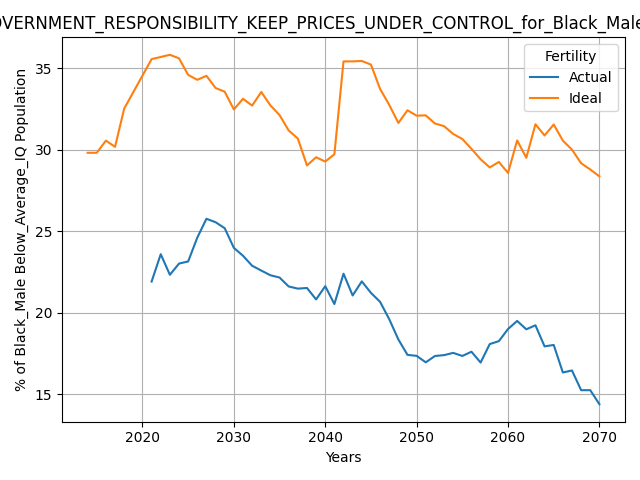 OVERNMENT_RESPONSIBILITY_KEEP_PRICES_UNDER_CONTROL_for_Black_Male
Fertility
Actual
Ideal
% of Black_Male Below_Average_IQ Population
35
30
25
20
15
2020 2030 2040 2050 2060 2070
Years